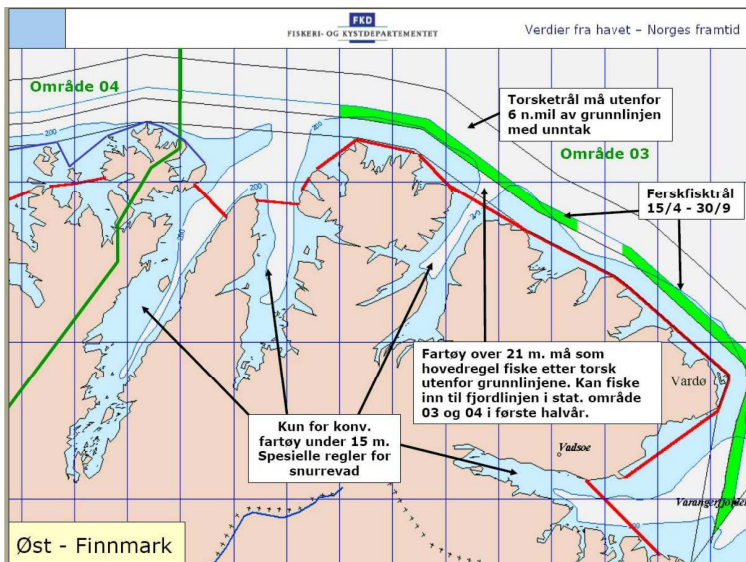 FKD
FISKERI- OG KYSTDEPARTEMENTET
Verdier fra havet – Norges framtid
Område 04
Torsketrål må utenfor
6 n.mil av grunnlinjen
med unntak
Område 03
200
200
200
200
Ferskfisktrål
15/4 - 30/9
Fartøy over 21 m. må som
hovedregel fiske etter torsk
utenfor grunnlinjene. Kan fiske
inn til fjordlinjen i stat. område
03 og 04 i første halvår.
Vardø
Kun for konv.
fartøy under 15 m.
Spesielle regler for
snurrevad
Vadsoe
Varangerfjorden
200
Øst - Finnmark